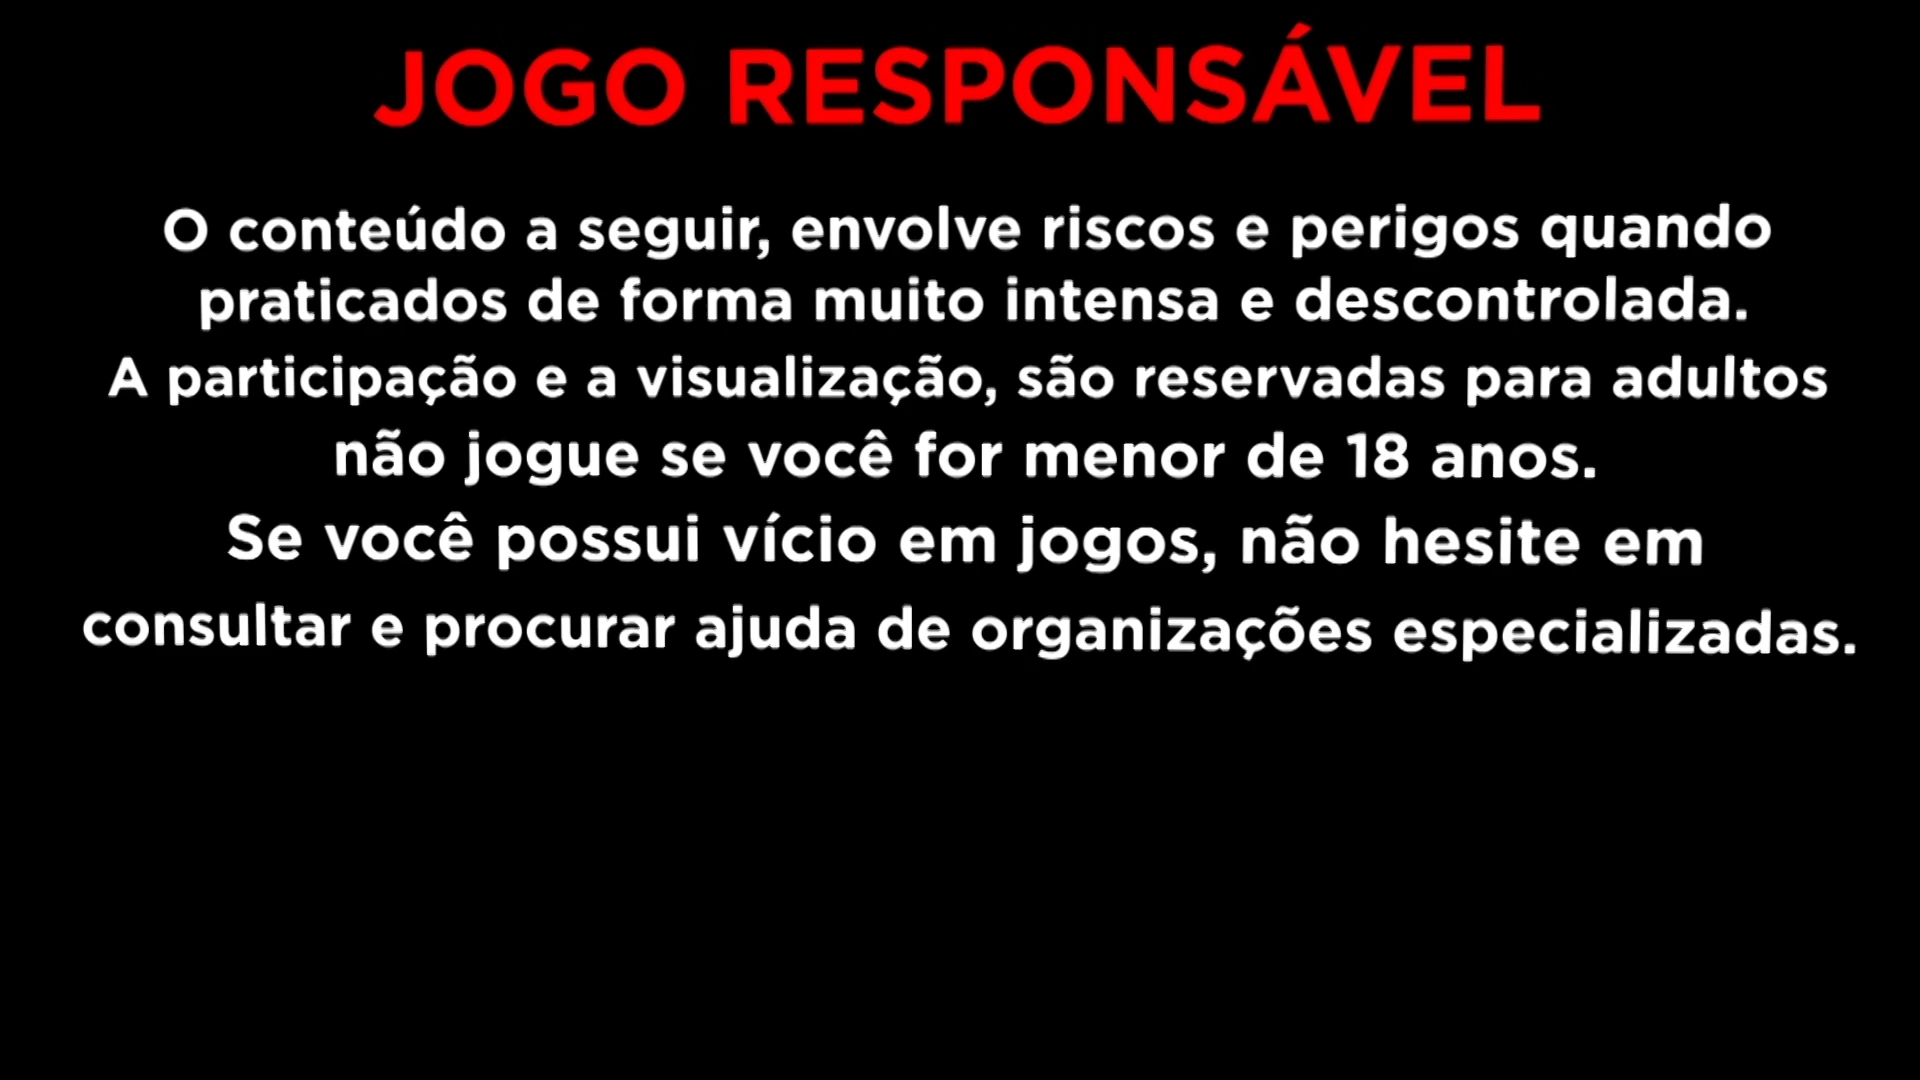 JOGO RESPONSÁVEL
O conteúdo a seguir, envolve riscos e perigos quando
praticados de forma muito intensa e descontrolada.
A participação e a visualização, são reservadas para adultos
não jogue se você for menor de 18 anos.
Se você possui vício em jogos, não hesite em
consultar e procurar ajuda de organizações especializadas.